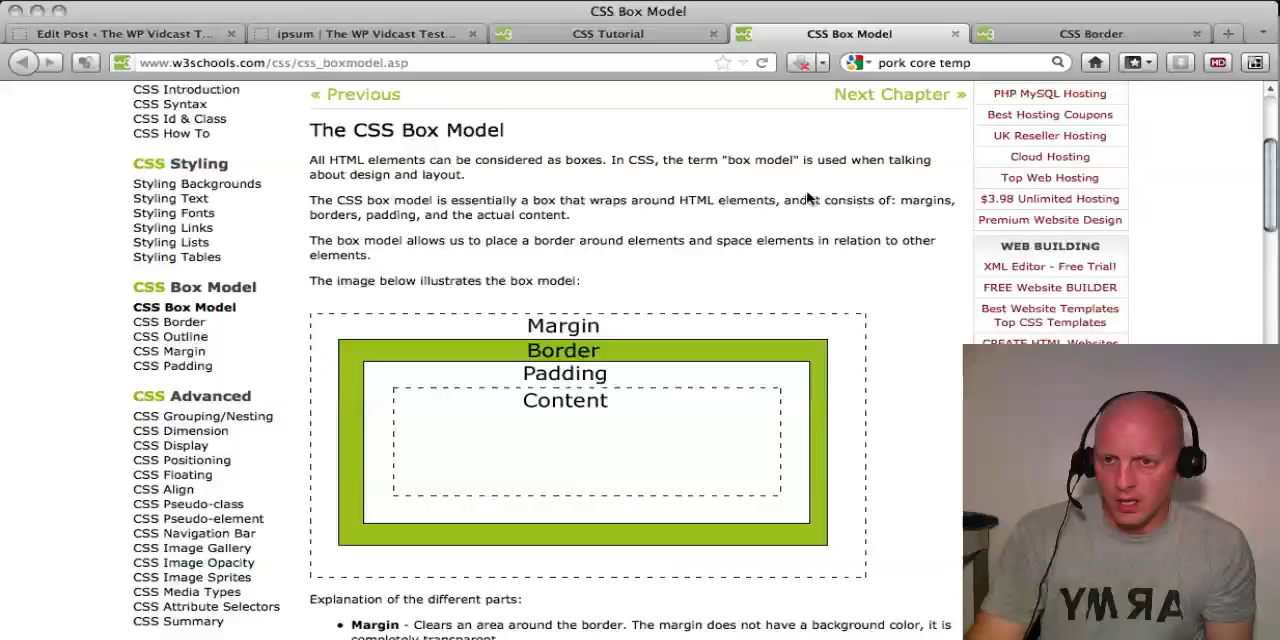 CSS Box Model
Edit Post ‹ The WP Vidcast T...
ipsum | The WP Vidcast Test...
CSS Tutorial
CSS Box Model
CSS Border
www.w3schools.com/css/css_boxmodel.asp
pork core temp
HD
CSS Introduction
CSS Syntax
CSS Id & Class
CSS How To
CSS Styling
Styling Backgrounds
Styling Text
Styling Fonts
Styling Links
Styling Lists
Styling Tables
CSS Box Model
CSS Box Model
CSS Border
CSS Outline
CSS Margin
CSS Padding
CSS Advanced
CSS Grouping/Nesting
CSS Dimension
CSS Display
CSS Positioning
CSS Floating
CSS Align
CSS Pseudo-class
CSS Pseudo-element
CSS Navigation Bar
CSS Image Gallery
CSS Image Opacity
CSS Image Sprites
CSS Media Types
CSS Attribute Selectors
CSS Summary
« Previous
Next Chapter »
The CSS Box Model
All HTML elements can be considered as boxes. In CSS, the term "box model" is used when talking
about design and layout.
The CSS box model is essentially a box that wraps around HTML elements, and it consists of: margins,
borders, padding, and the actual content.
The box model allows us to place a border around elements and space elements in relation to other
elements.
The image below illustrates the box model:
Margin
Border
Padding
Content
Explanation of the different parts:
• Margin - Clears an area around the border. The margin does not have a background color, it is
completely transparent
PHP MySQL Hosting
Best Hosting Coupons
UK Reseller Hosting
Cloud Hosting
Top Web Hosting
$3.98 Unlimited Hosting
Premium Website Design
WEB BUILDING
XML Editor - Free Trial!
FREE Website BUILDER
Best Website Templates
Top CSS Templates
CREATE HTML Websites
ARMY